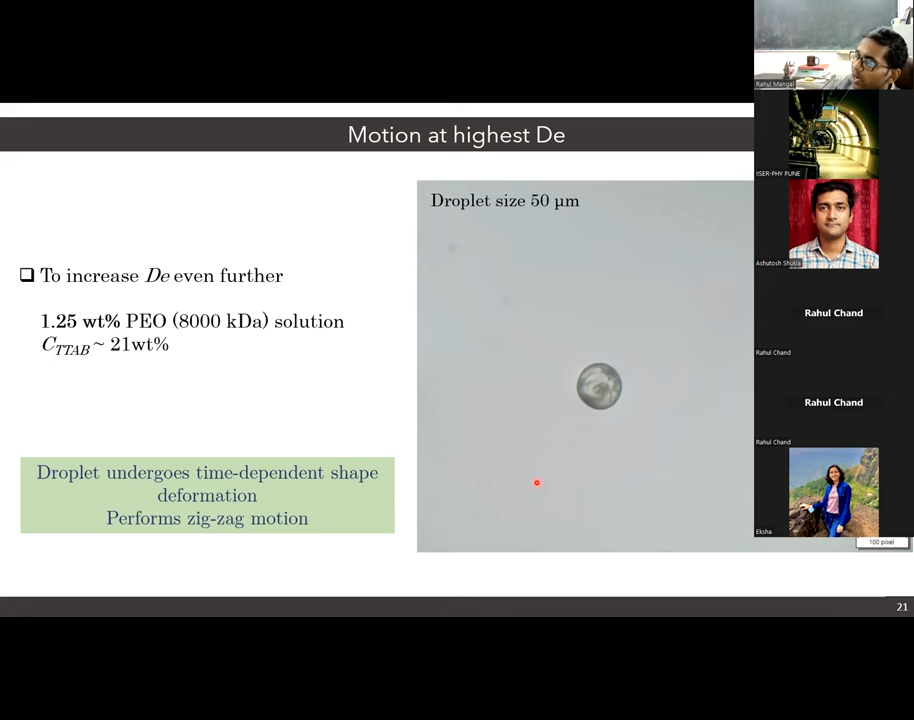 Motion at highest De
❑ To increase De even further
1.25 wt% PEO (8000 kDa) solution
C_TTAB ~ 21wt%
Droplet undergoes time-dependent shape
deformation
Performs zig-zag motion
Droplet size 50 µm
100 pixel
21
Rahul Mangal
IISER-PHY PUNE
Ashutosh Shukla
Rahul Chand
Rahul Chand
Rahul Chand
Rahul Chand
Eksha